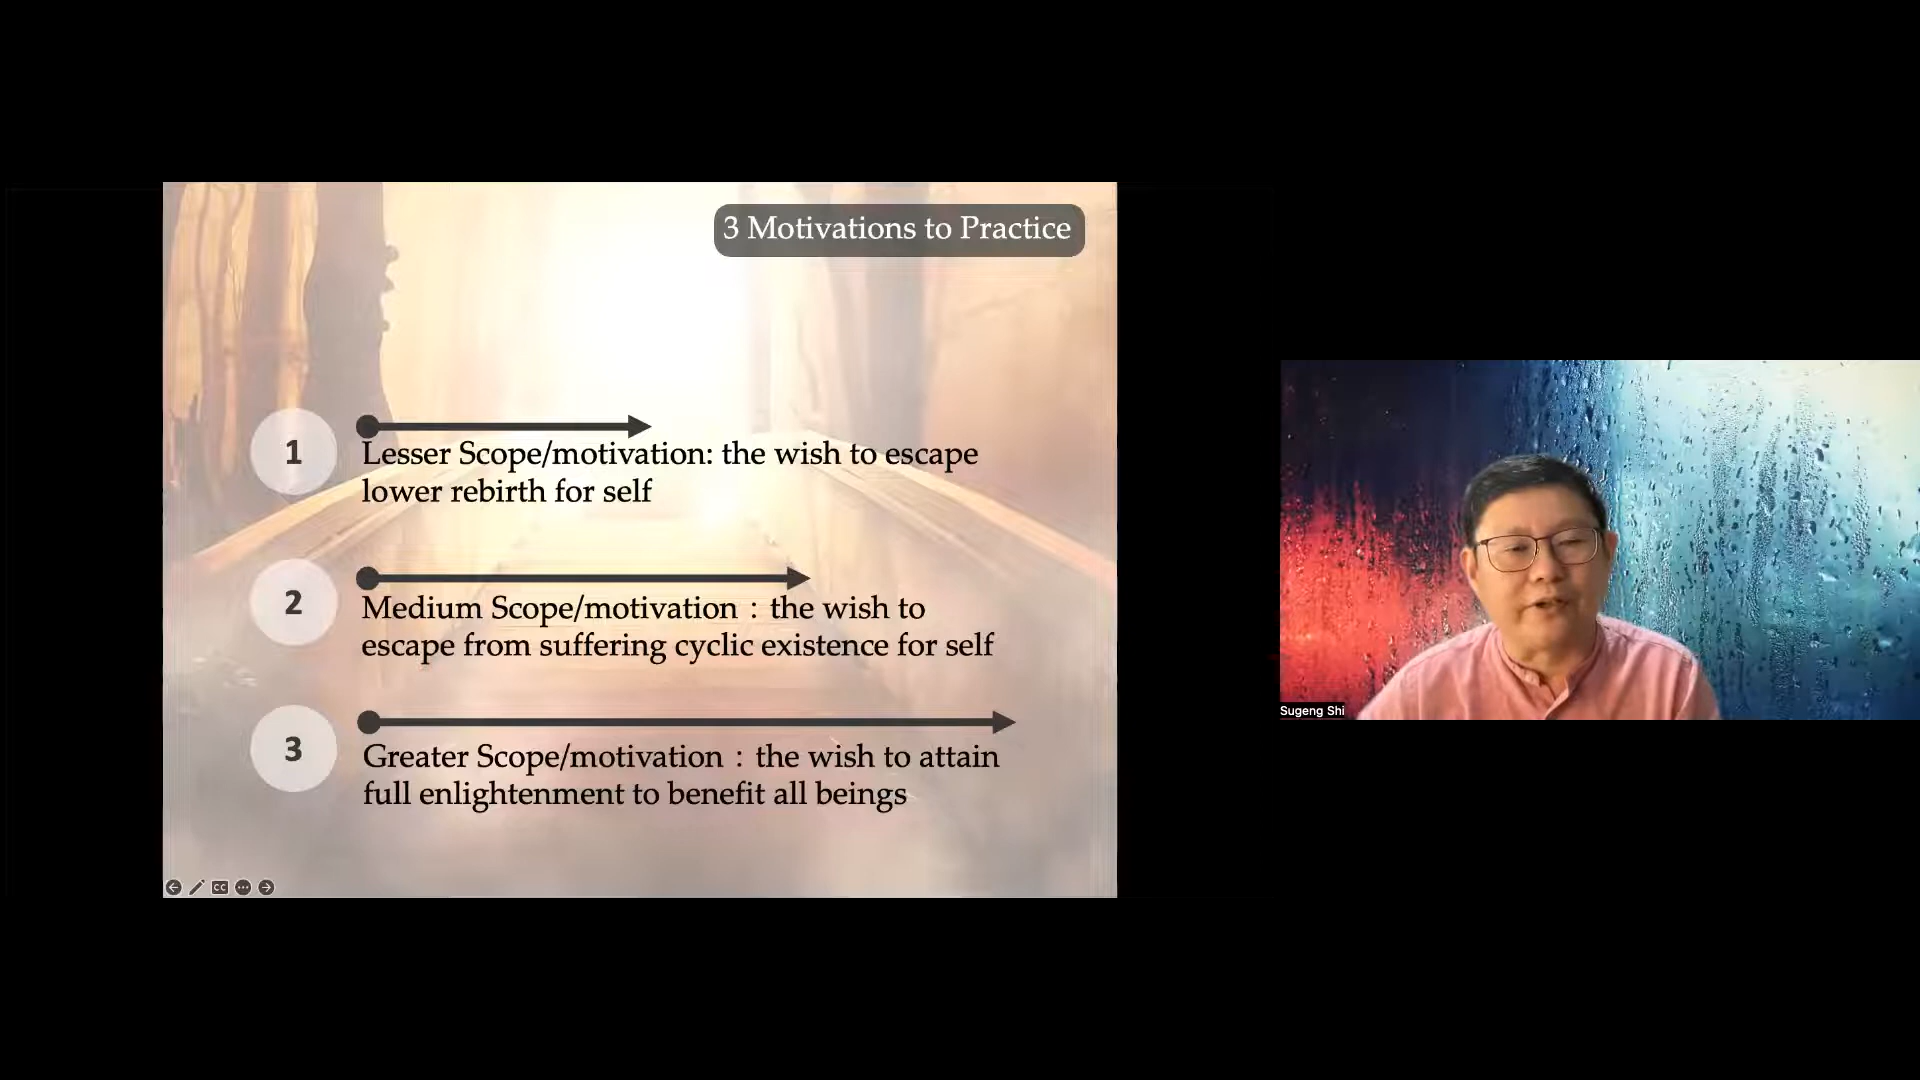 3 Motivations to Practice
1
Lesser Scope/motivation: the wish to escape
lower rebirth for self
2
Medium Scope/motivation : the wish to
escape from suffering cyclic existence for self
3
Greater Scope/motivation : the wish to attain
full enlightenment to benefit all beings
CC
Sugeng Shi